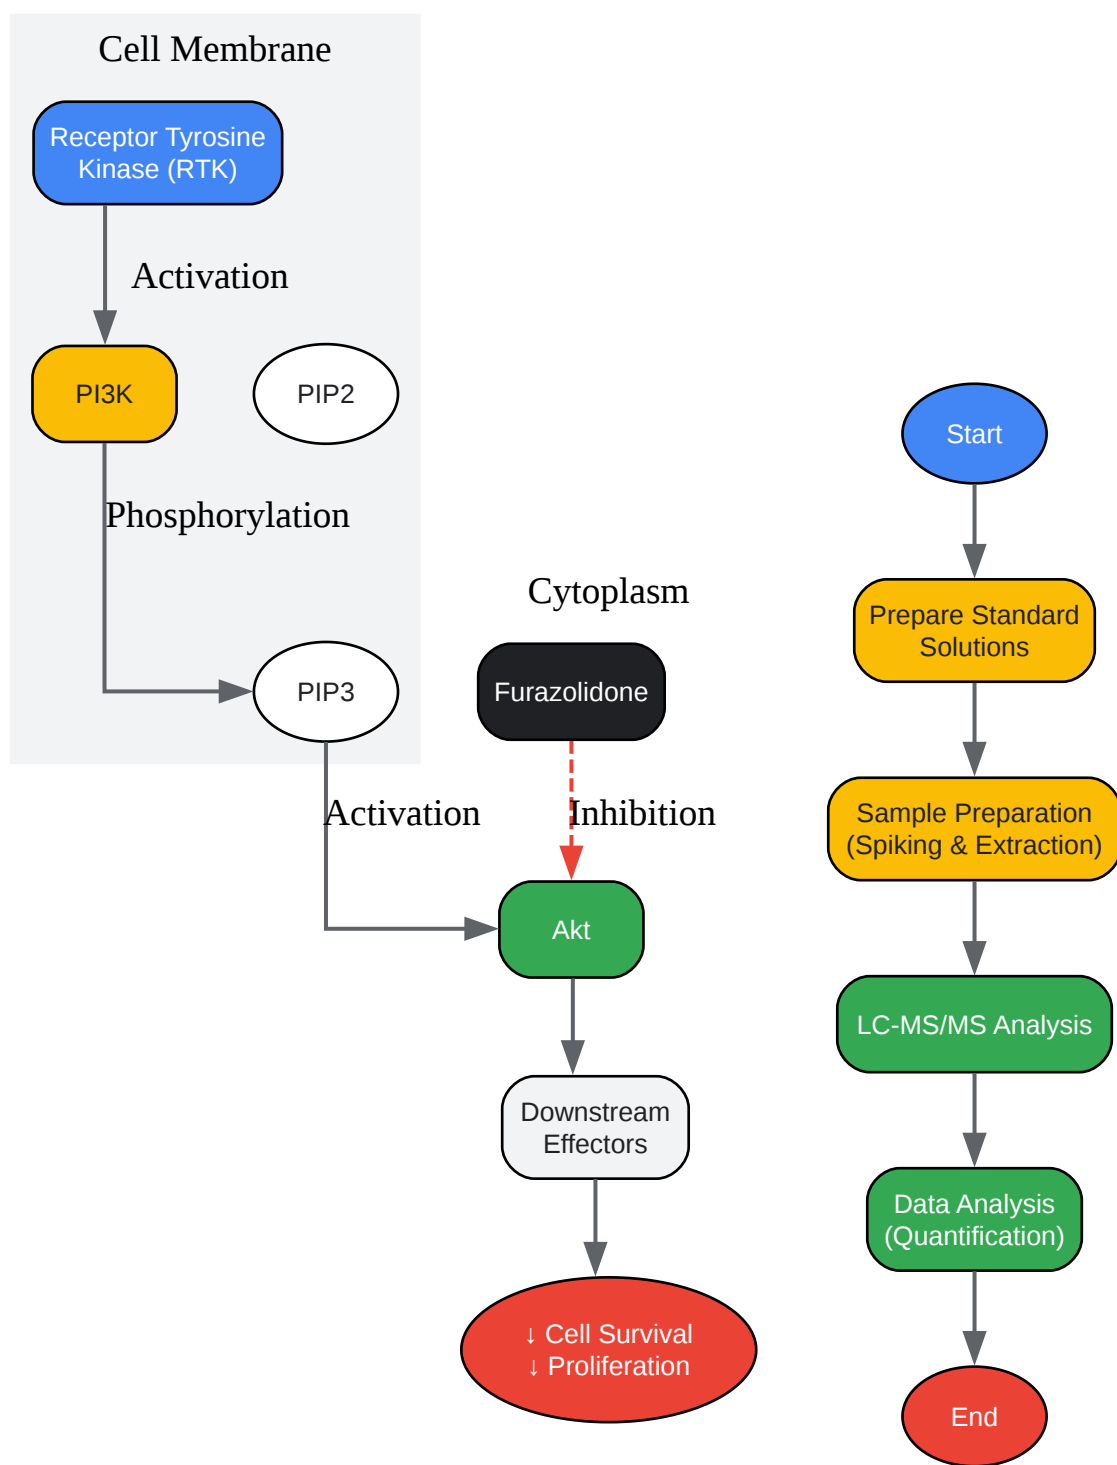 Cell Membrane
Receptor Tyrosine
Kinase (RTK)
Activation
PI3K
PIP2
Phosphorylation
PIP3
Cytoplasm
Furazolidone
Activation
Inhibition
Akt
Downstream
Effectors
↓ Cell Survival
↓ Proliferation
Start
Prepare Standard
Solutions
Sample Preparation
(Spiking & Extraction)
LC-MS/MS Analysis
Data Analysis
(Quantification)
End